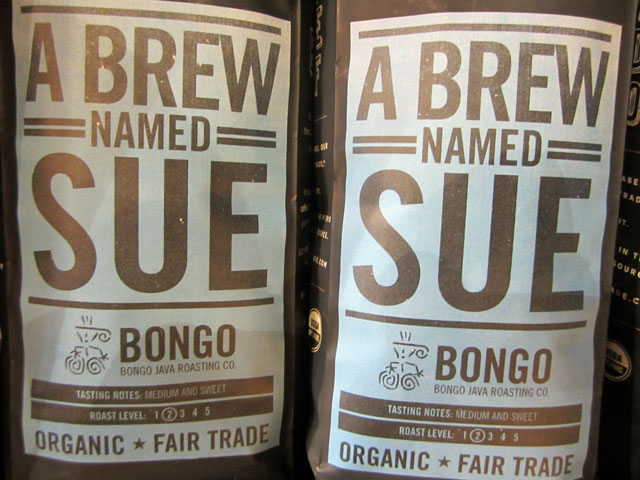 A BREW
NAMED
SUE
BONGO
BONGO JAVA ROASTING CO.
TASTING NOTES: MEDIUM AND SWEET
ROAST LEVEL: 1 2 3 4 5
ORGANIC ★ FAIR TRADE
A BREW
NAMED
SUE
BONGO
BONGO JAVA ROASTING CO.
TASTING NOTES: MEDIUM AND SWEET
ROAST LEVEL: 1 2 3 4 5
ORGANIC ★ FAIR TRADE